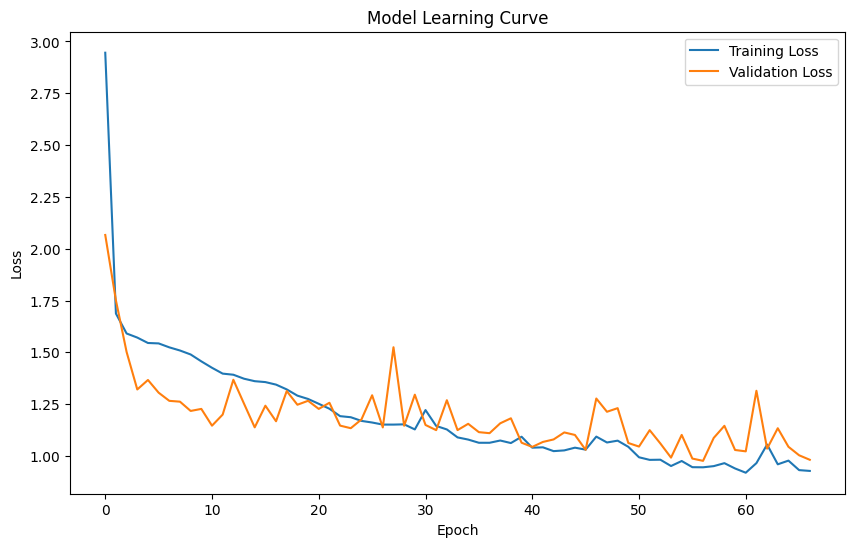 Model Learning Curve
Training Loss
Validation Loss
3.00
2.75
2.50
2.25
2.00
1.75
1.50
1.25
1.00
Loss
0 10 20 30 40 50 60
Epoch